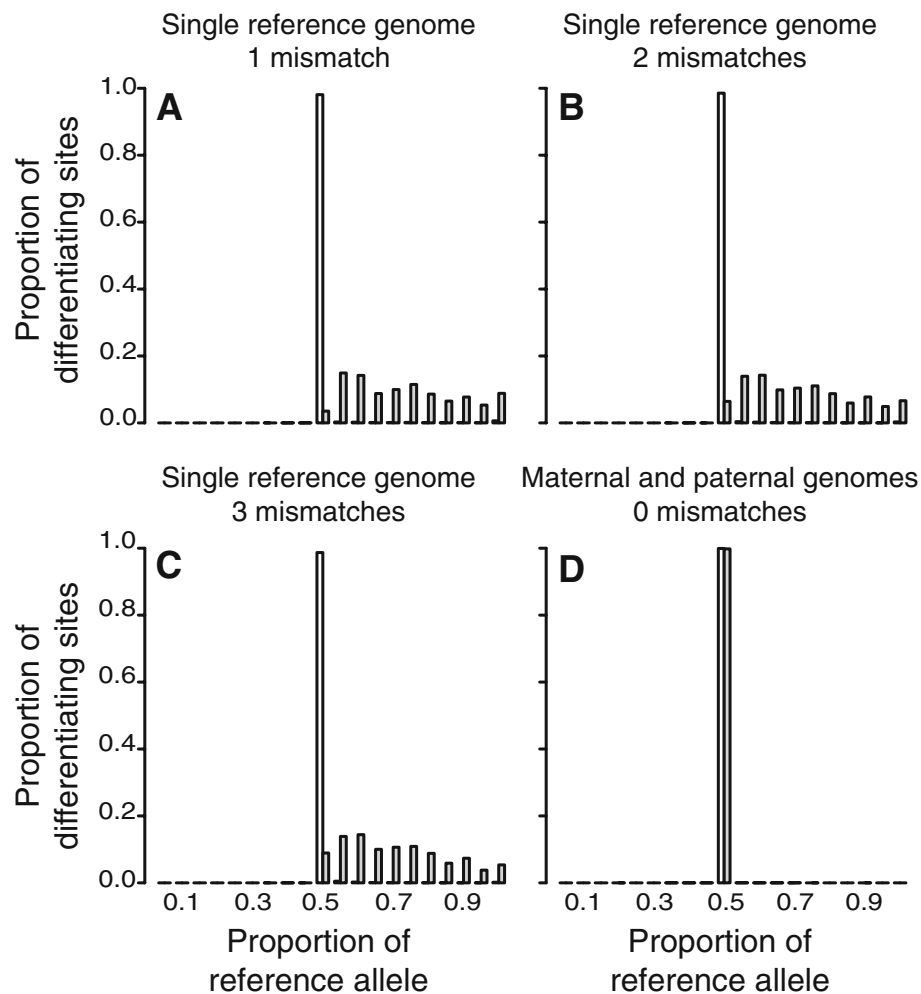 Single reference genome
1 mismatch
Single reference genome
2 mismatches
A
B
1.0
0.8
0.6
0.4
0.2
0.0
Proportion of
differentiating sites
Single reference genome
3 mismatches
Maternal and paternal genomes
0 mismatches
C
D
1.0
0.8
0.6
0.4
0.2
0.0
Proportion of
differentiating sites
0.1 0.3 0.5 0.7 0.9
0.1 0.3 0.5 0.7 0.9
Proportion of
reference allele
Proportion of
reference allele